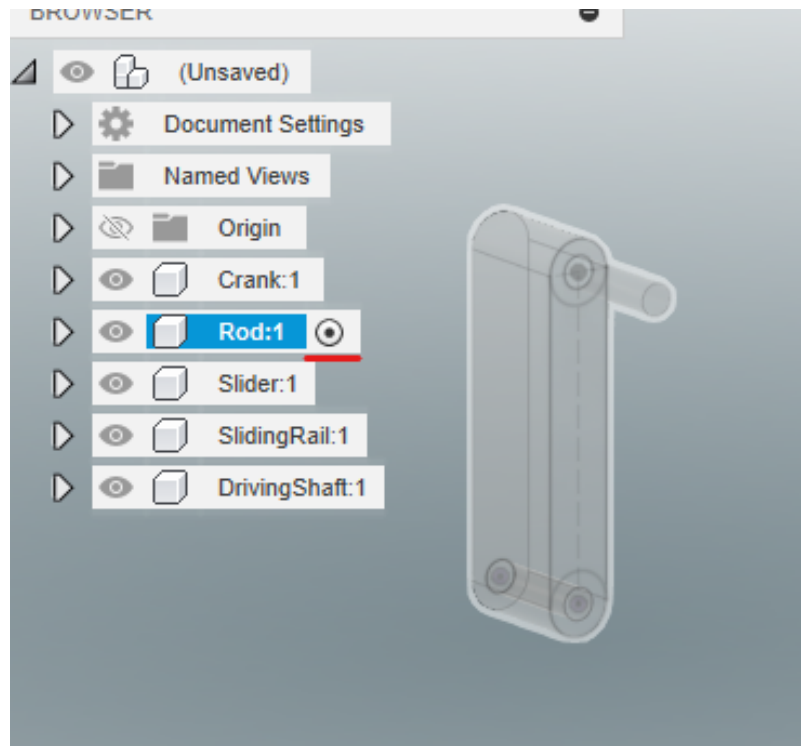 BROWSER
(Unsaved)
Document Settings
Named Views
Origin
Crank:1
Rod:1
Slider:1
SlidingRail:1
DrivingShaft:1